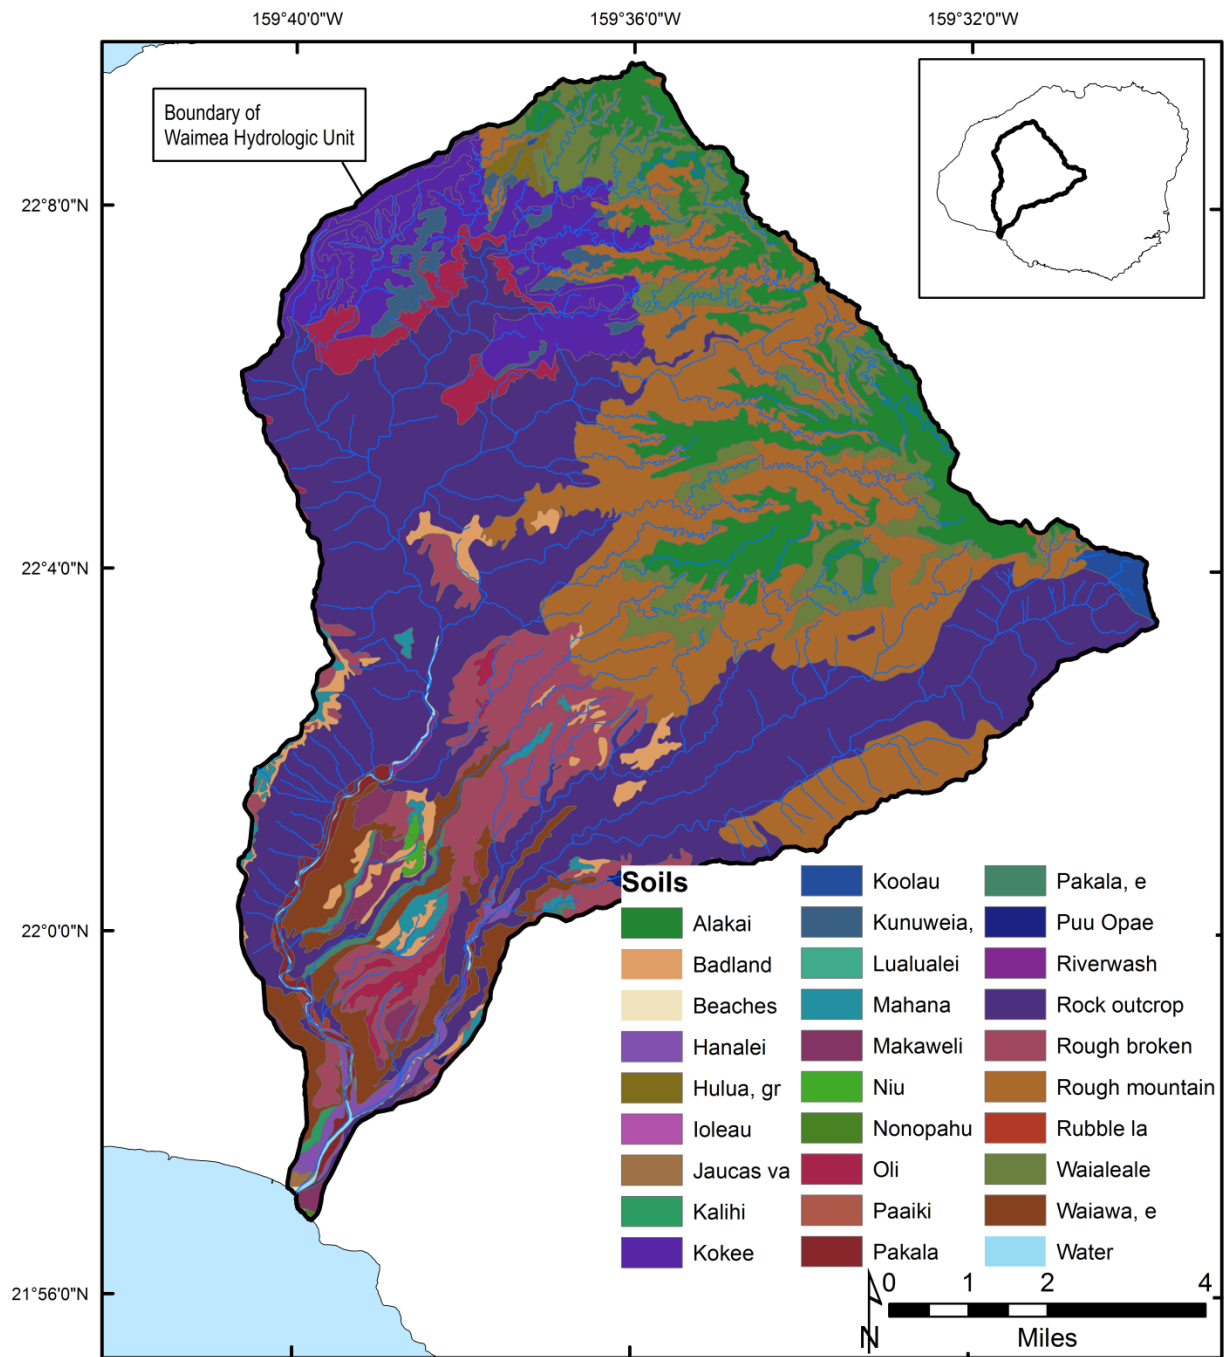 159°40'0"W
159°36'0"W
159°32'0"W
Boundary of
Waimea Hydrologic Unit
22°8'0"N
22°4'0"N
22°0'0"N
21°56'0"N
Soils
Alakai
Badland
Beaches
Hanalei
Hulua, gr
Ioleau
Jaucas va
Kalihi
Kokee
Koolau
Kunuweia,
Lualualei
Mahana
Makaweli
Niu
Nonopahu
Oli
Paaiki
Pakala
Pakala, e
Puu Opae
Riverwash
Rock outcrop
Rough broken
Rough mountain
Rubble la
Waialeale
Waiawa, e
Water
0 1 2 4
N
Miles